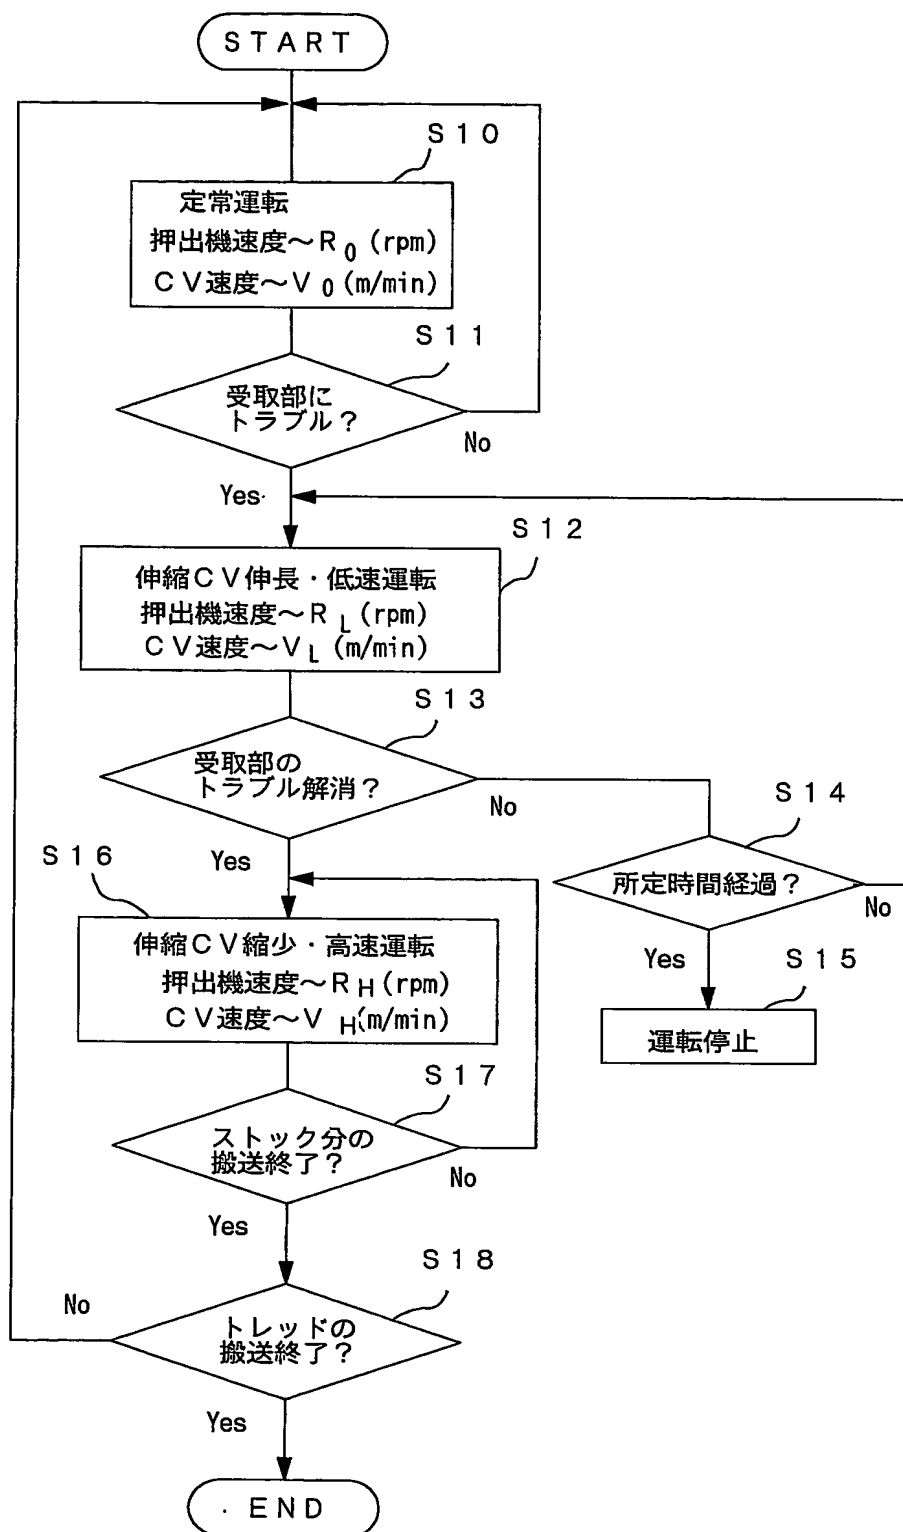 ＳＴＡＲＴ
Ｓ１０
定常運転
押出機速度～R0 (rpm)
ＣＶ速度～V0 (m/min)
Ｓ１１
受取部に
トラブル？
No
Yes
Ｓ１２
伸縮ＣＶ伸長・低速運転
押出機速度～RL (rpm)
ＣＶ速度～VL (m/min)
Ｓ１３
受取部の
トラブル解消？
No
Yes
Ｓ１４
所定時間経過？
No
Yes
Ｓ１５
運転停止
Ｓ１６
伸縮ＣＶ縮少・高速運転
押出機速度～RH (rpm)
ＣＶ速度～VH (m/min)
Ｓ１７
ストック分の
搬送終了？
No
Yes
Ｓ１８
トレッドの
搬送終了？
No
Yes
ＥＮＤ